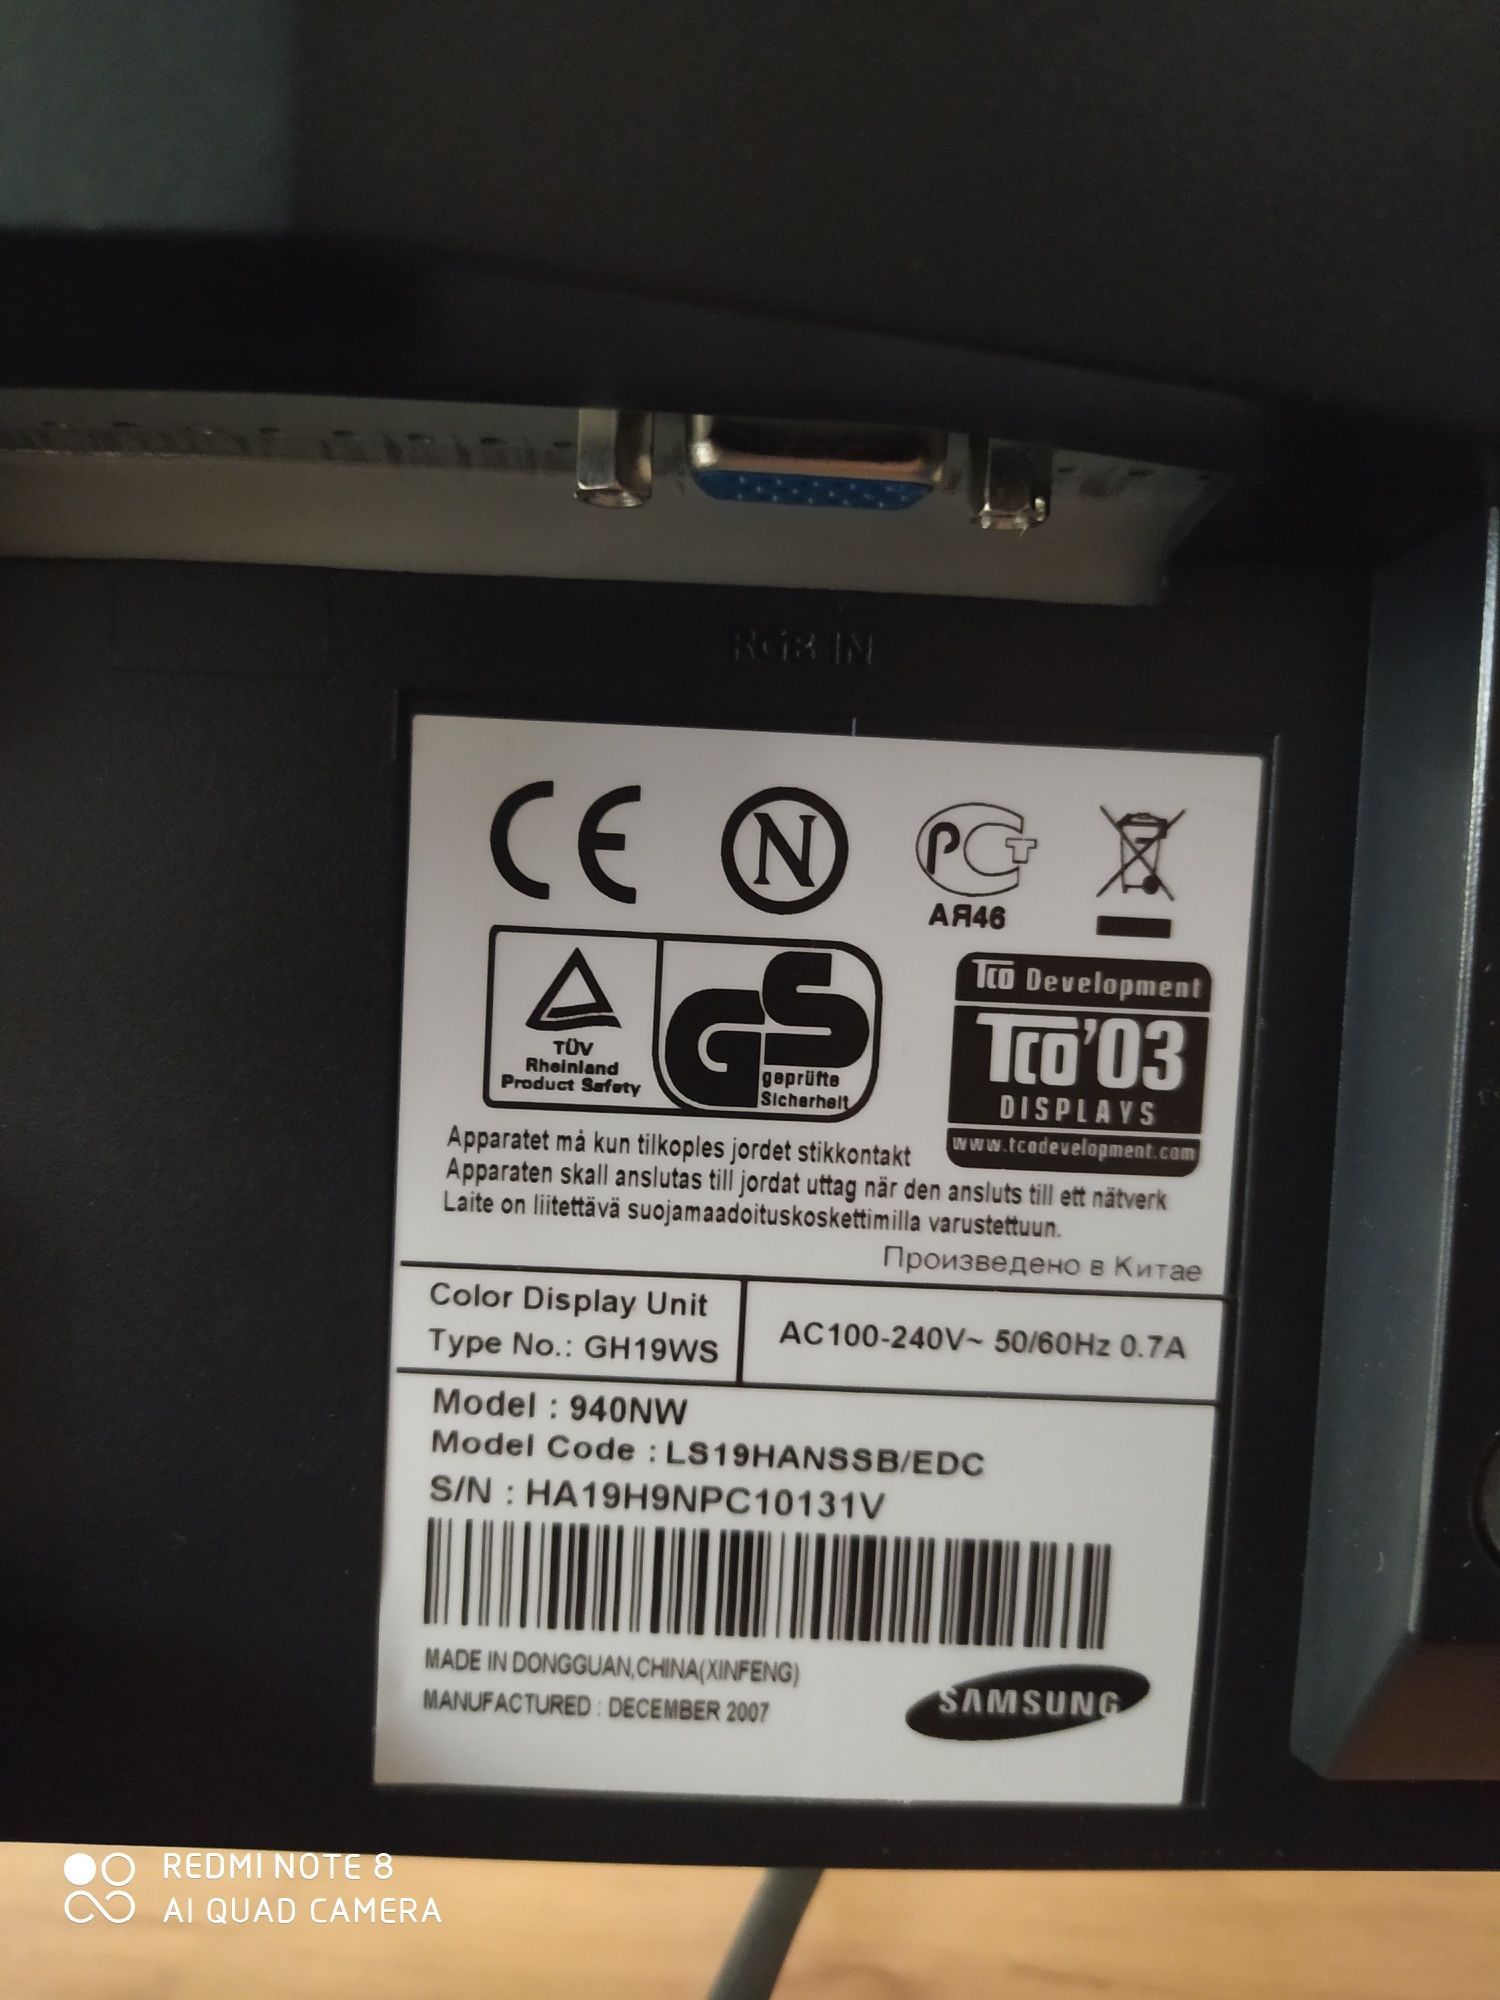 RGB IN
CE
N
РСТ
АЯ46
TÜV
Rheinland
Product Safety
GS
geprüfte
Sicherheit
TCO Development
TCO'03
DISPLAYS
www.tcodevelopment.com
Apparatet må kun tilkoples jordet stikkontakt
Apparaten skall anslutas till jordat uttag när den ansluts till ett nätverk
Laite on liitettävä suojamaadoituskoskettimilla varustettuun.
Произведено в Китае
Color Display Unit
Type No.: GH19WS
AC100-240V~ 50/60Hz 0.7A
Model : 940NW
Model Code : LS19HANSSB/EDC
S/N : HA19H9NPC10131V
MADE IN DONGGUAN,CHINA(XINFENG)
MANUFACTURED : DECEMBER 2007
SAMSUNG
REDMI NOTE 8
AI QUAD CAMERA